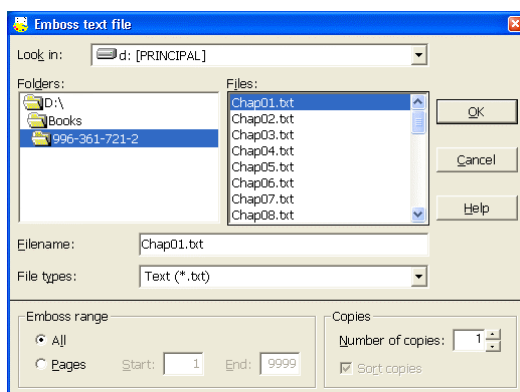 Emboss text file
Look in: d: [PRINCIPAL]
Folders: Files:
D:\
Books
996-361-721-2
Chap01.txt
Chap02.txt
Chap03.txt
Chap04.txt
Chap05.txt
Chap06.txt
Chap07.txt
Chap08.txt
OK
Cancel
Help
Filename: Chap01.txt
File types: Text (*.txt)
Emboss range
All
Pages Start: 1 End: 9999
Copies
Number of copies: 1
Sort copies